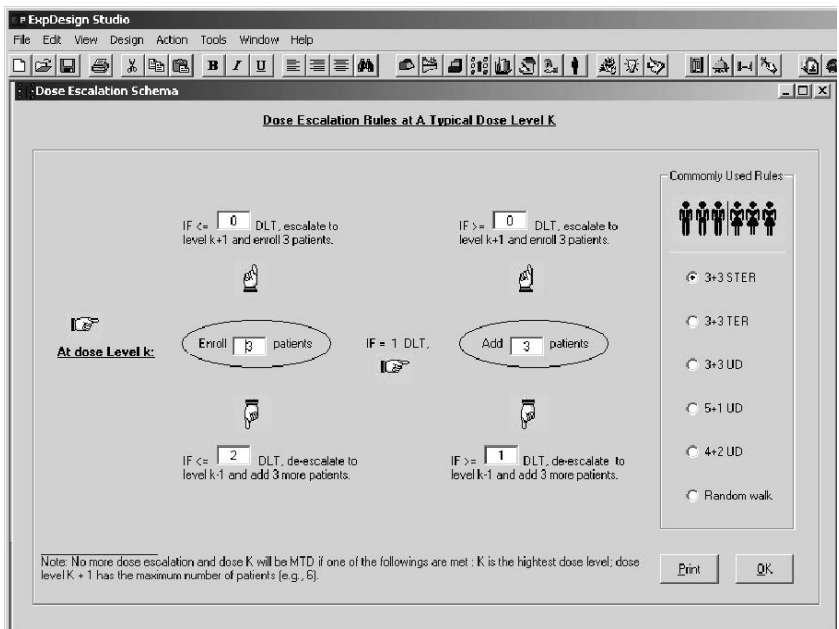 ExpDesign Studio
File Edit View Design Action Tools Window Help
B I U
Dose Escalation Schema
Dose Escalation Rules at A Typical Dose Level K
IF <= 0 DLT, escalate to
level k+1 and enroll 3 patients.
IF >= 0 DLT, escalate to
level k+1 and enroll 3 patients.
At dose Level k:
Enroll 3 patients
IF = 1 DLT,
Add 3 patients
IF <= 2 DLT, de-escalate to
level k-1 and add 3 more patients.
IF >= 1 DLT, de-escalate to
level k-1 and add 3 more patients.
Commonly Used Rules
3+3 STER
3+3 TER
3+3 UD
5+1 UD
4+2 UD
Random walk
Note: No more dose escalation and dose K will be MTD if one of the followings are met : K is the highest dose level; dose
level K + 1 has the maximum number of patients (e.g., 6).
Print
OK